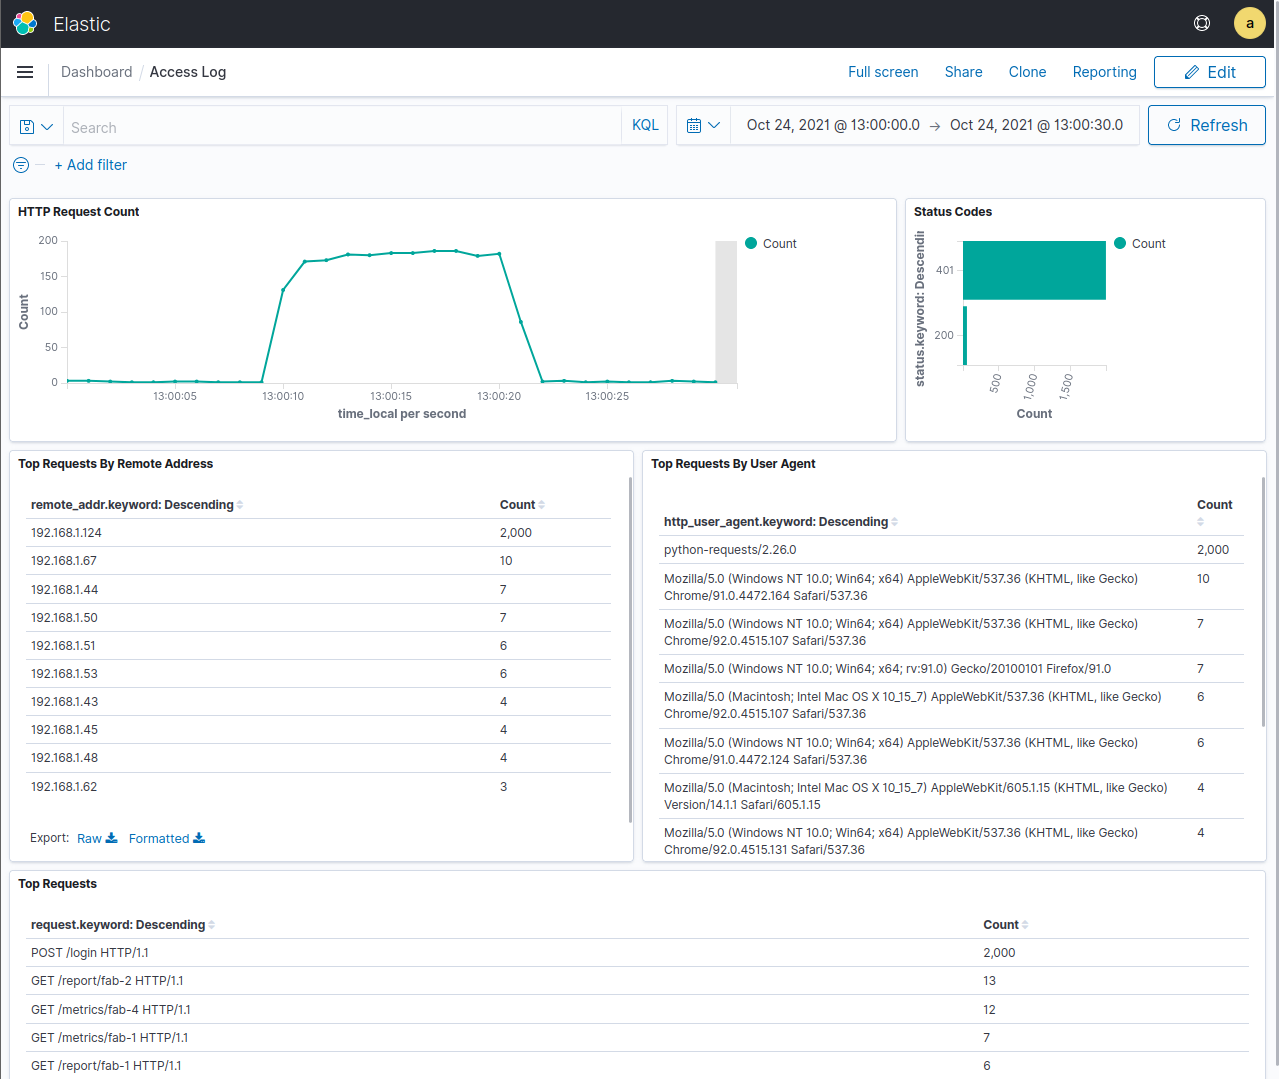 Elastic
a
Dashboard / Access Log
Full screen Share Clone Reporting Edit
Search KQL
Oct 24, 2021 @ 13:00:00.0 → Oct 24, 2021 @ 13:00:30.0 Refresh
+ Add filter
HTTP Request Count
200
150
100
50
0
Count
13:00:05 13:00:10 13:00:15 13:00:20 13:00:25
time_local per second
Count
Status Codes
status.keyword: Descendin
401
200
500 1,000 1,500
Count
Count
Top Requests By Remote Address
remote_addr.keyword: Descending Count
192.168.1.124 2,000
192.168.1.67 10
192.168.1.44 7
192.168.1.50 7
192.168.1.51 6
192.168.1.53 6
192.168.1.43 4
192.168.1.45 4
192.168.1.48 4
192.168.1.62 3
Export: Raw Formatted
Top Requests By User Agent
http_user_agent.keyword: Descending Count
python-requests/2.26.0 2,000
Mozilla/5.0 (Windows NT 10.0; Win64; x64) AppleWebKit/537.36 (KHTML, like Gecko) 10
Chrome/91.0.4472.164 Safari/537.36
Mozilla/5.0 (Windows NT 10.0; Win64; x64) AppleWebKit/537.36 (KHTML, like Gecko) 7
Chrome/92.0.4515.107 Safari/537.36
Mozilla/5.0 (Windows NT 10.0; Win64; x64; rv:91.0) Gecko/20100101 Firefox/91.0 7
Mozilla/5.0 (Macintosh; Intel Mac OS X 10_15_7) AppleWebKit/537.36 (KHTML, like Gecko) 6
Chrome/92.0.4515.107 Safari/537.36
Mozilla/5.0 (Windows NT 10.0; Win64; x64) AppleWebKit/537.36 (KHTML, like Gecko) 6
Chrome/91.0.4472.124 Safari/537.36
Mozilla/5.0 (Macintosh; Intel Mac OS X 10_15_7) AppleWebKit/605.1.15 (KHTML, like Gecko) 4
Version/14.1.1 Safari/605.1.15
Mozilla/5.0 (Windows NT 10.0; Win64; x64) AppleWebKit/537.36 (KHTML, like Gecko) 4
Chrome/92.0.4515.131 Safari/537.36
Top Requests
request.keyword: Descending Count
POST /login HTTP/1.1 2,000
GET /report/fab-2 HTTP/1.1 13
GET /metrics/fab-4 HTTP/1.1 12
GET /metrics/fab-1 HTTP/1.1 7
GET /report/fab-1 HTTP/1.1 6